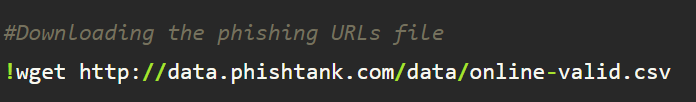 #Downloading the phishing URLs file
!wget http://data.phishtank.com/data/online-valid.csv